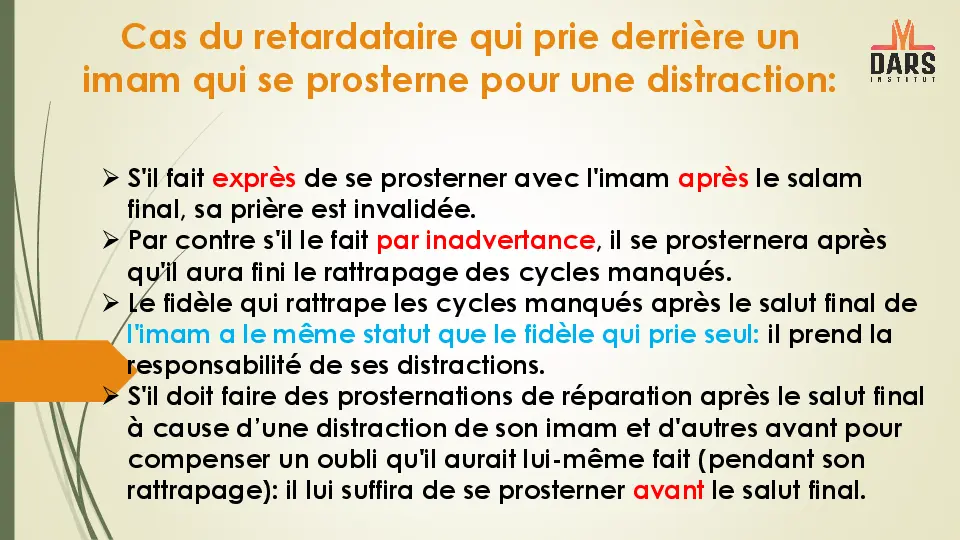 Cas du retardataire qui prie derrière un
imam qui se prosterne pour une distraction:
DARS
INSTITUT
➢ S'il fait exprès de se prosterner avec l'imam après le salam
final, sa prière est invalidée.
➢ Par contre s'il le fait par inadvertance, il se prosternera après
qu'il aura fini le rattrapage des cycles manqués.
➢ Le fidèle qui rattrape les cycles manqués après le salut final de
l'imam a le même statut que le fidèle qui prie seul: il prend la
responsabilité de ses distractions.
➢ S'il doit faire des prosternations de réparation après le salut final
à cause d’une distraction de son imam et d'autres avant pour
compenser un oubli qu'il aurait lui-même fait (pendant son
rattrapage): il lui suffira de se prosterner avant le salut final.